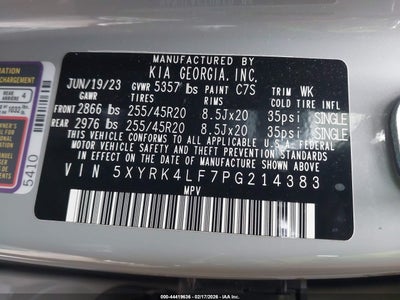 MANUFACTURED BY
KIA GEORGIA, INC.
JUN/19/23 GVWR 5357 lbs PAINT C7S TRIM WK
GAWR TIRES RIMS COLD TIRE INFL
FRONT 2866 lbs 255/45R20 8.5Jx20 35psi SINGLE
REAR 2976 lbs 255/45R20 8.5Jx20 35psi SINGLE
THIS VEHICLE CONFORMS TO ALL APPLICABLE U.S. FEDERAL
MOTOR VEHICLE SAFETY STANDARDS IN
EFFECT ON THE DATE OF MANUFACTURE SHOWN ABOVE
VIN 5XYRK4LF7PG214383
MPV
REAR
ARRIÈRE 4
5410
000-44419636 - 02/17/2026 - IAA Inc.